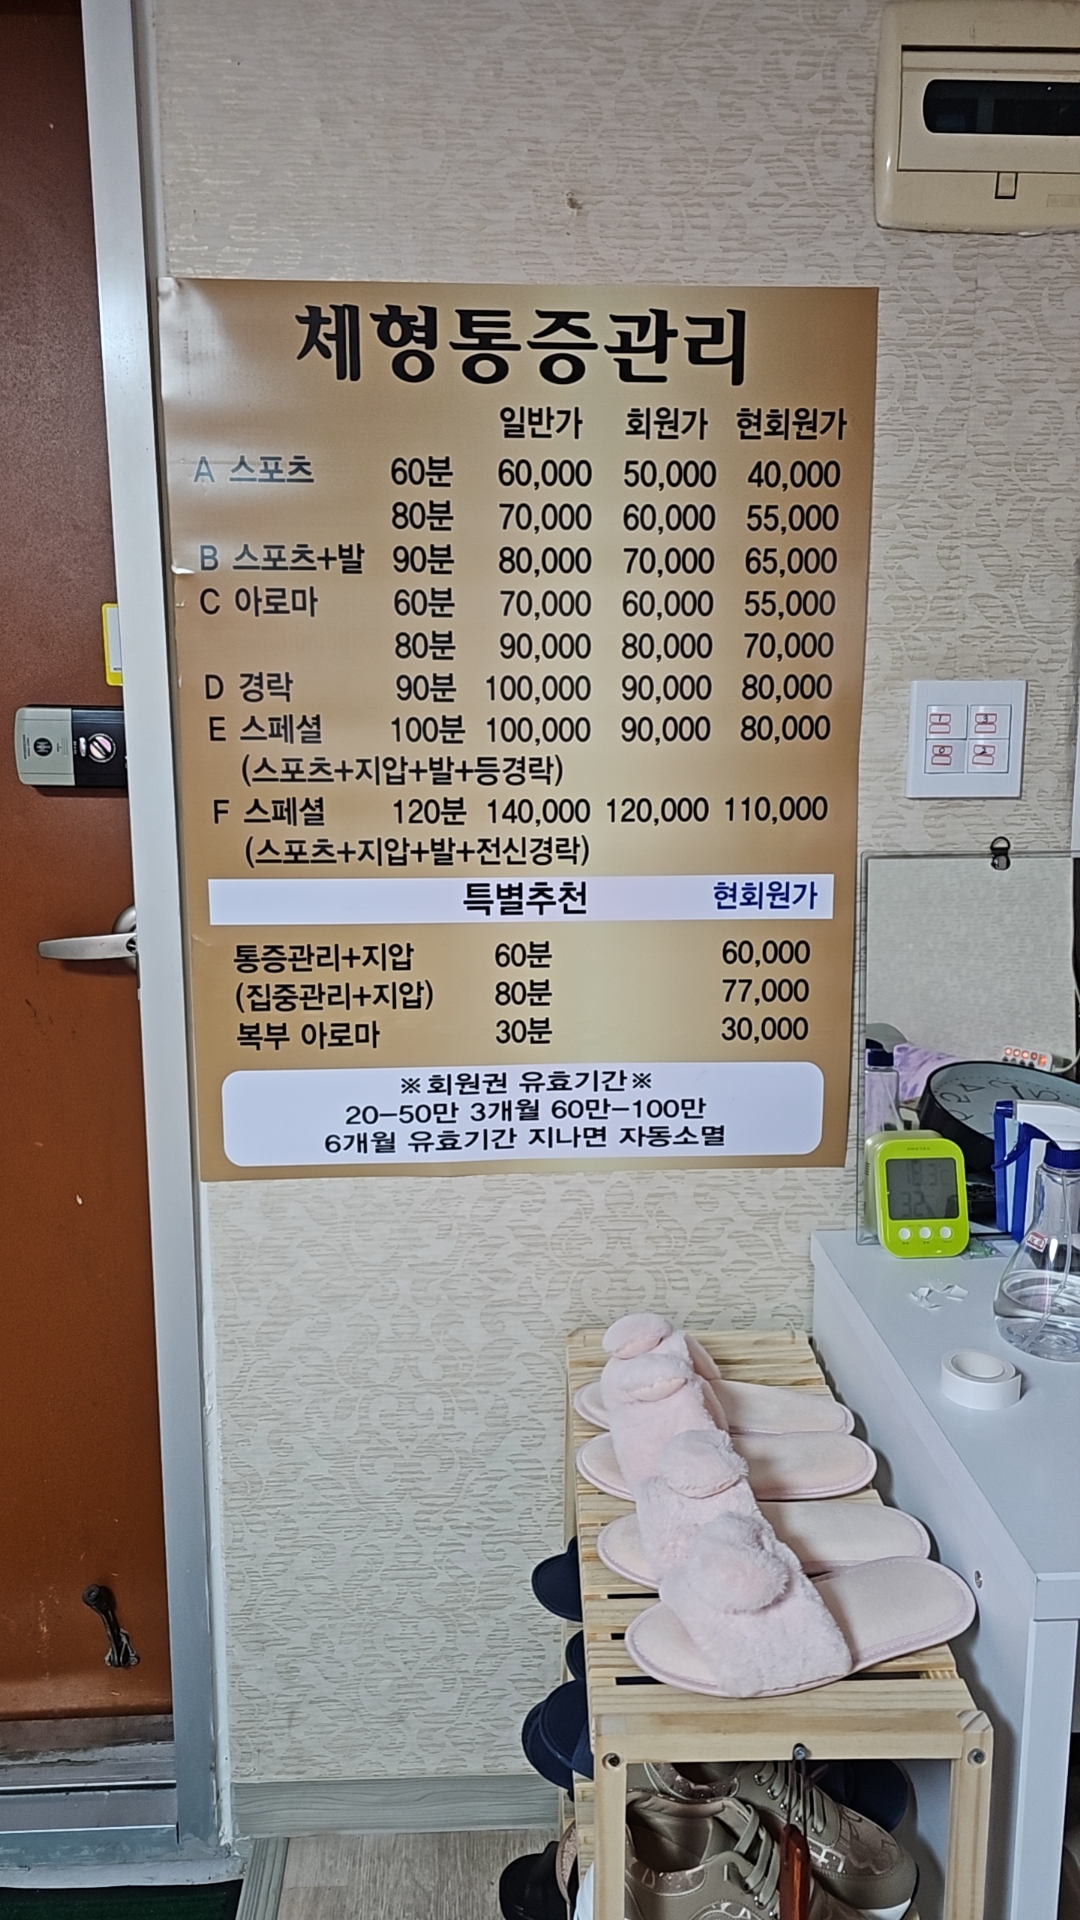 체형통증관리
일반가 회원가 현회원가
A 스포츠 60분 60,000 50,000 40,000
80분 70,000 60,000 55,000
B 스포츠+발 90분 80,000 70,000 65,000
C 아로마 60분 70,000 60,000 55,000
80분 90,000 80,000 70,000
D 경락 90분 100,000 90,000 80,000
E 스페셜 100분 100,000 90,000 80,000
(스포츠+지압+발+등경락)
F 스페셜 120분 140,000 120,000 110,000
(스포츠+지압+발+전신경락)
특별추천 현회원가
통증관리+지압 60분 60,000
(집중관리+지압) 80분 77,000
복부 아로마 30분 30,000
※회원권 유효기간※
20-50만 3개월 60만-100만
6개월 유효기간 지나면 자동소멸